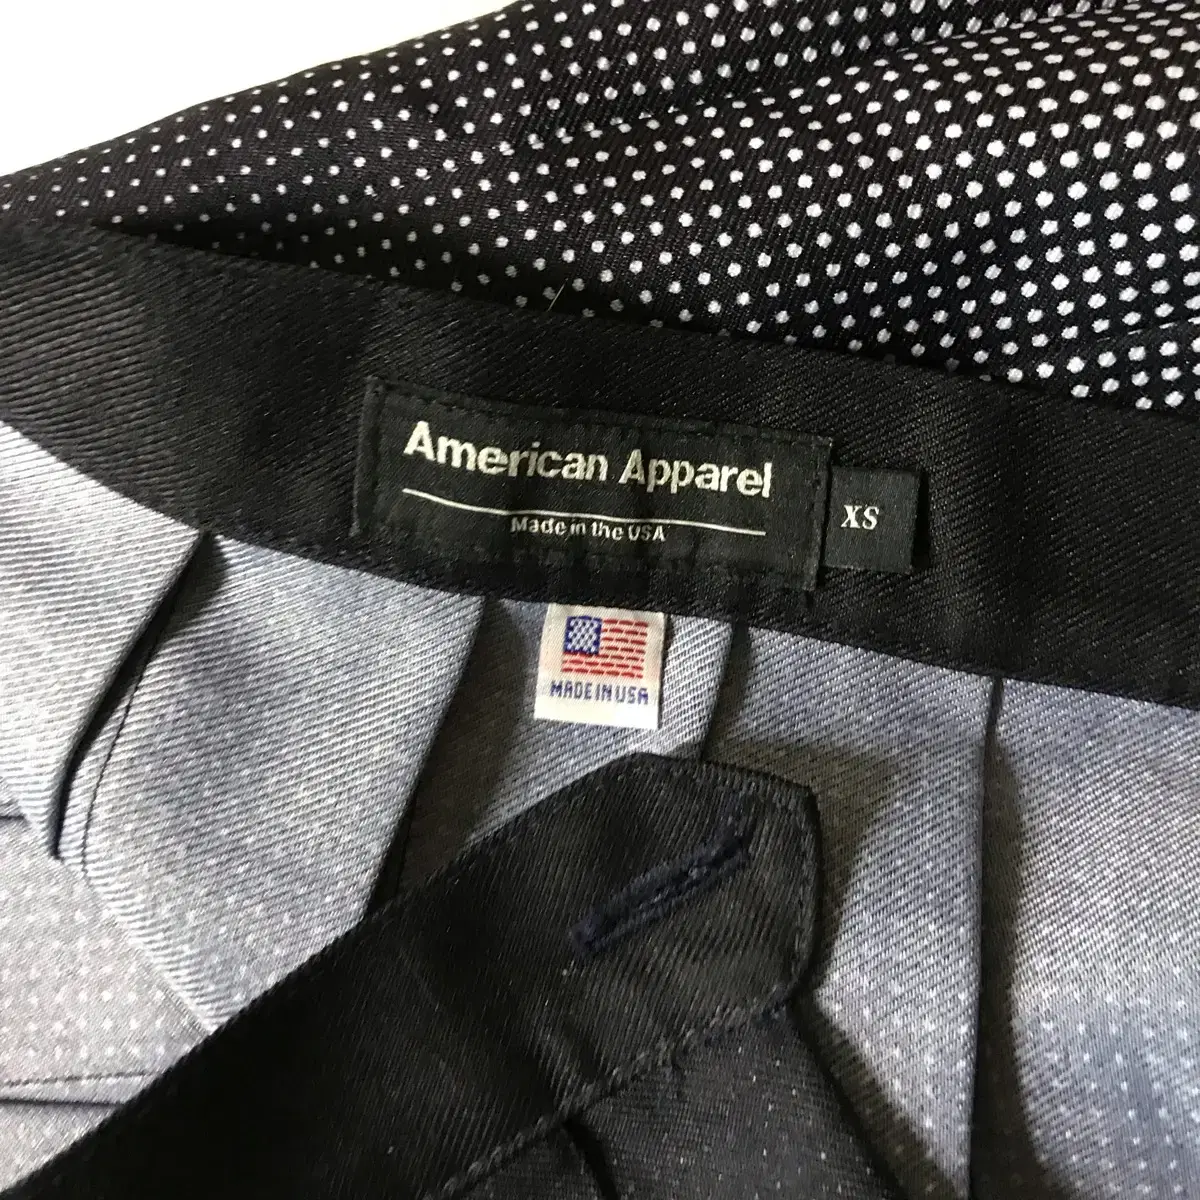 American Apparel
Made in the USA
XS
MADE IN USA